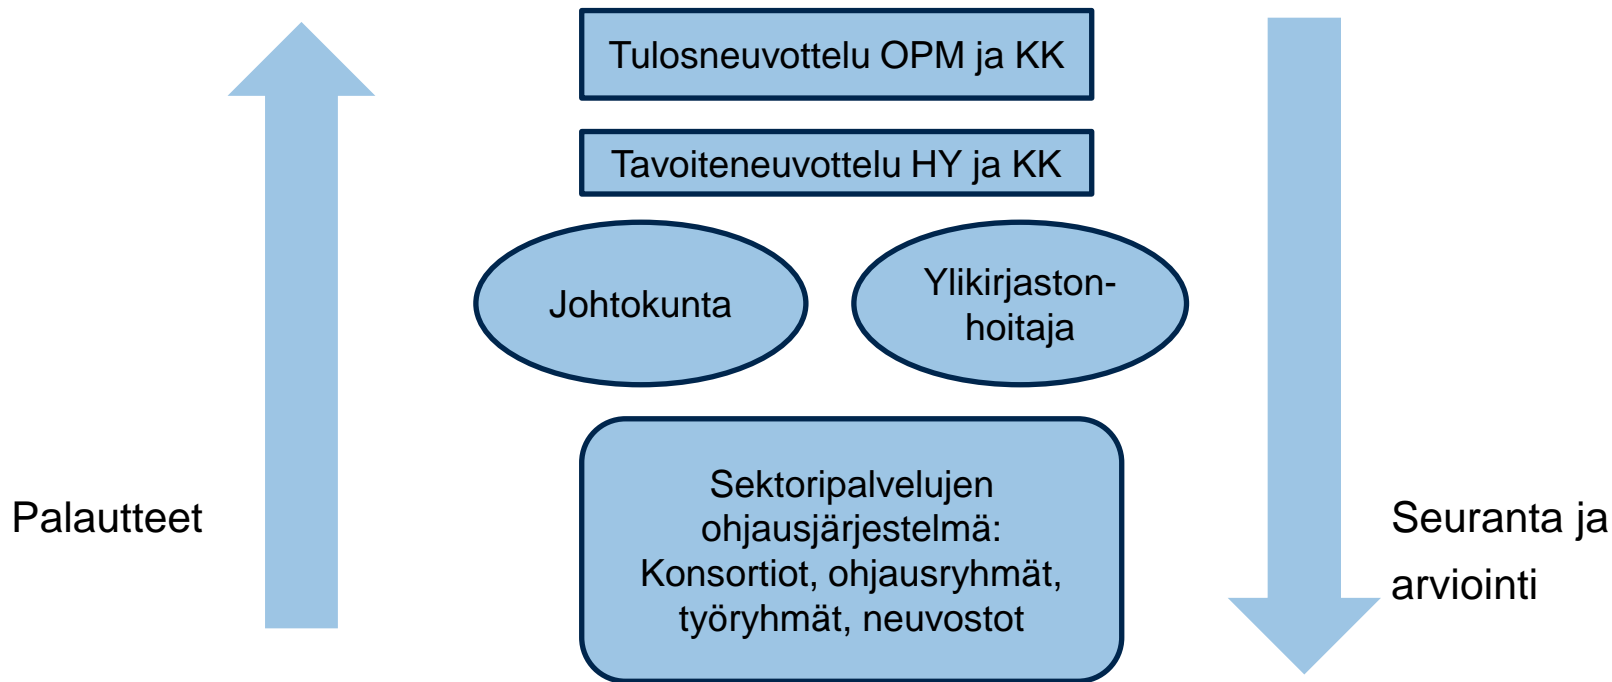 Tulosneuvottelu OPM ja KK
Tavoiteneuvottelu HY ja KK
Johtokunta
Ylikirjaston-
hoitaja
Sektoripalvelujen
ohjausjärjestelmä:
Konsortiot, ohjausryhmät,
työryhmät, neuvostot
Palautteet
Seuranta ja
arviointi